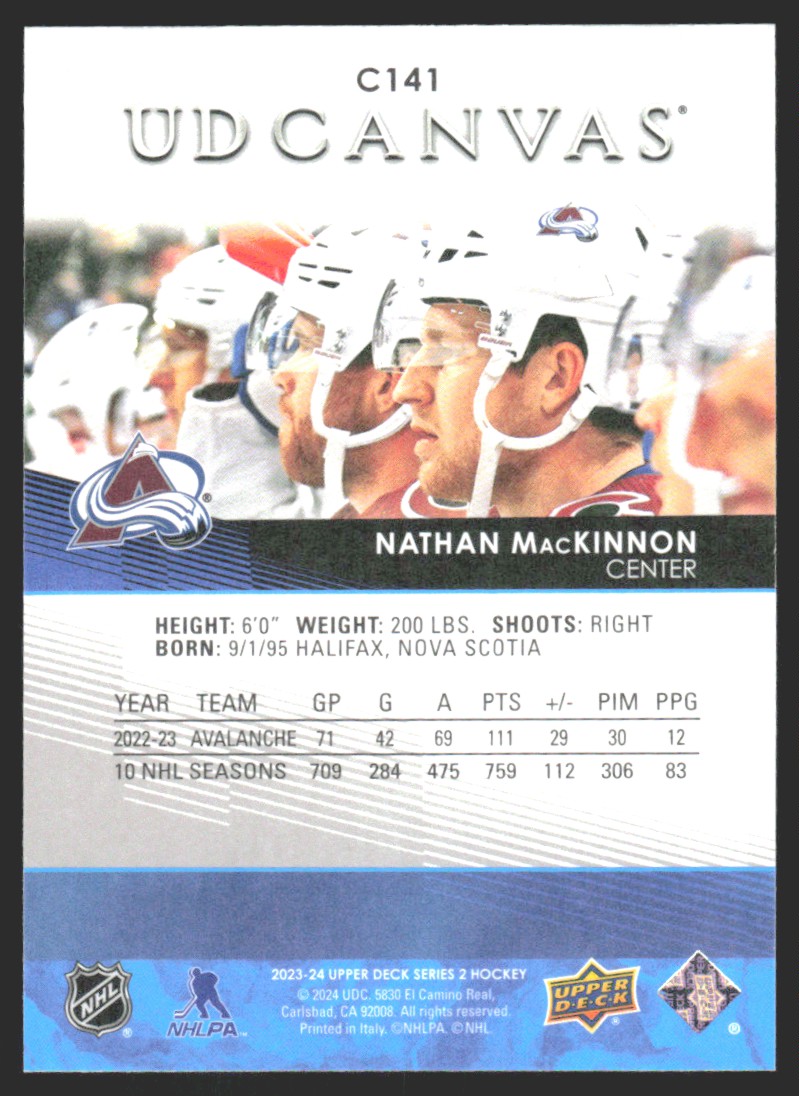 C141
UD CANVAS®
NATHAN MacKINNON
CENTER
HEIGHT: 6'0" WEIGHT: 200 LBS. SHOOTS: RIGHT
BORN: 9/1/95 HALIFAX, NOVA SCOTIA
YEAR TEAM GP G A PTS +/- PIM PPG
2022-23 AVALANCHE 71 42 69 111 29 30 12
10 NHL SEASONS 709 284 475 759 112 306 83
2023-24 UPPER DECK SERIES 2 HOCKEY
© 2024 UDC. 5830 El Camino Real,
Carlsbad, CA 92008. All rights reserved.
Printed in Italy. ©NHLPA. ©NHL.
NHL ®
NHLPA™
UPPER
D·E·C·K ®
®